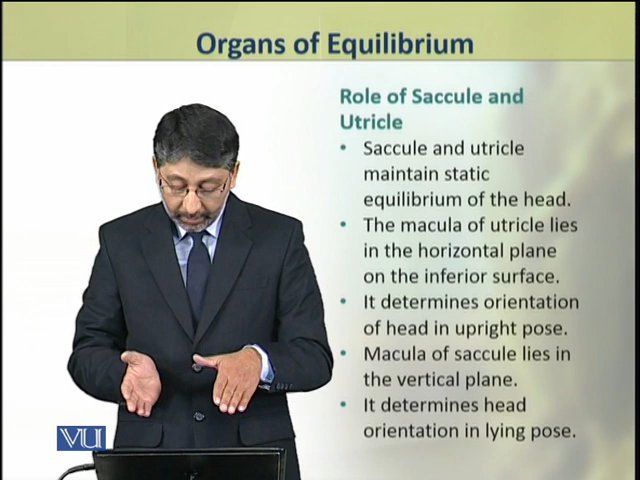 Organs of Equilibrium
Role of Saccule and
Utricle
• Saccule and utricle
maintain static
equilibrium of the head.
• The macula of utricle lies
in the horizontal plane
on the inferior surface.
• It determines orientation
of head in upright pose.
• Macula of saccule lies in
the vertical plane.
• It determines head
orientation in lying pose.
VU